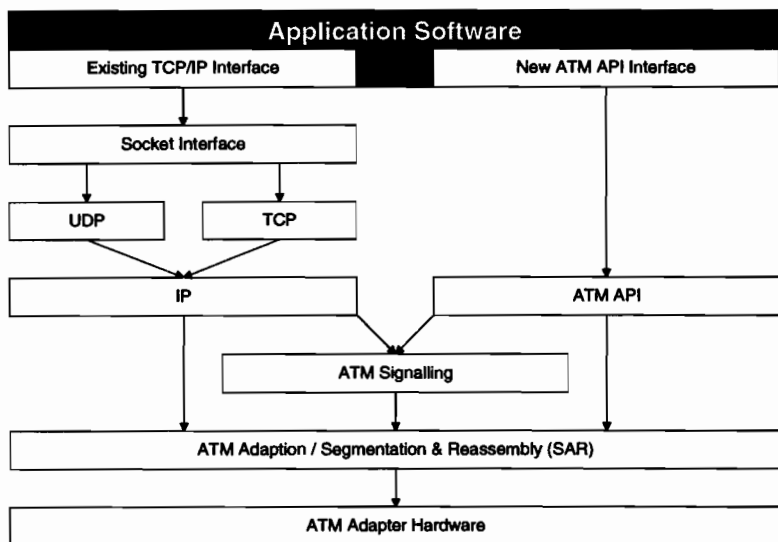 Application Software
Existing TCP/IP Interface
New ATM API Interface
Socket Interface
UDP
TCP
IP
ATM API
ATM Signalling
ATM Adaption / Segmentation & Reassembly (SAR)
ATM Adapter Hardware